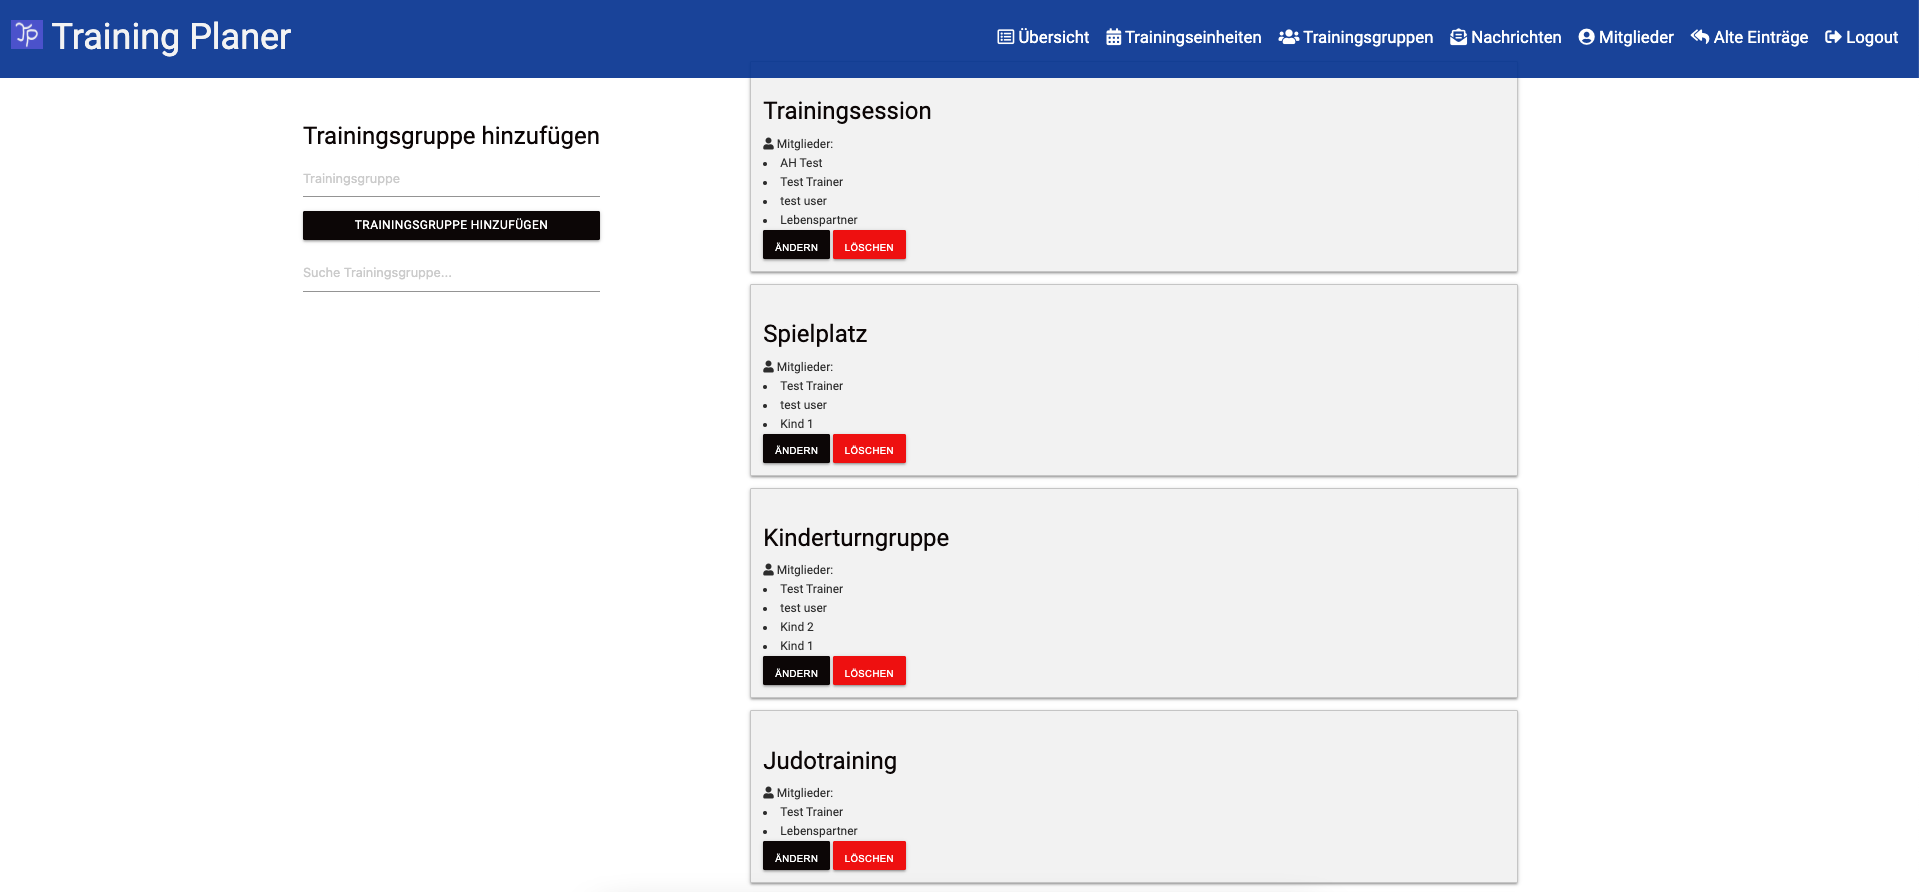 Training Planer
Übersicht Trainingseinheiten Trainingsgruppen Nachrichten Mitglieder Alte Einträge Logout
Trainingsgruppe hinzufügen
Trainingsgruppe
TRAININGSGRUPPE HINZUFÜGEN
Suche Trainingsgruppe...
Trainingsession
Mitglieder:
AH Test
Test Trainer
test user
Lebenspartner
ÄNDERN LÖSCHEN
Spielplatz
Mitglieder:
Test Trainer
test user
Kind 1
ÄNDERN LÖSCHEN
Kinderturngruppe
Mitglieder:
Test Trainer
test user
Kind 2
Kind 1
ÄNDERN LÖSCHEN
Judotraining
Mitglieder:
Test Trainer
Lebenspartner
ÄNDERN LÖSCHEN